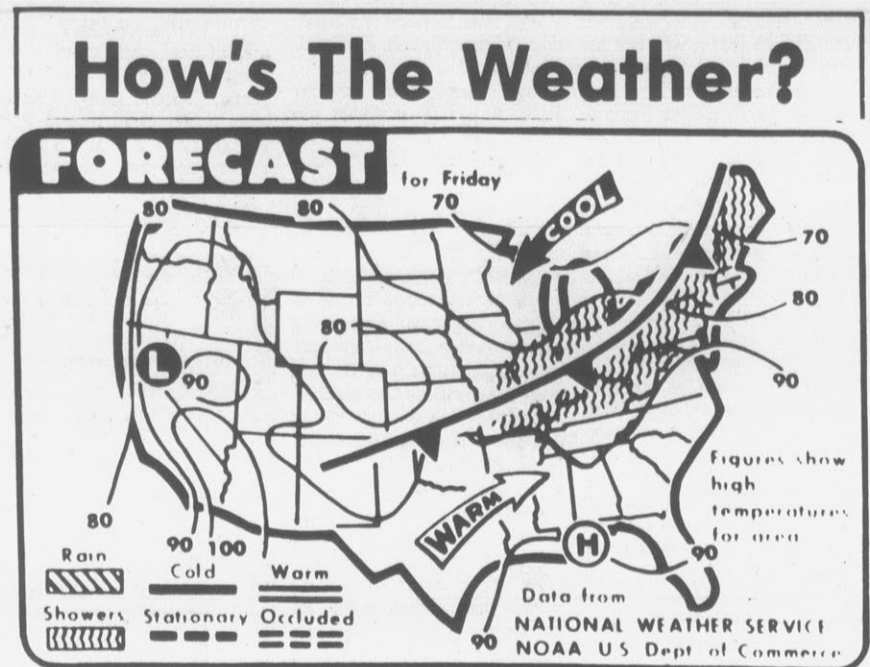 How's The Weather?
FORECAST
for Friday
80
80
70
COOL
70
80
80
L
90
90
Figures show
high
temperatures
for area
80
90 100
WARM
H
90
90
Rain
Cold
Warm
Showers
Stationary
Occluded
Data from
NATIONAL WEATHER SERVICE
NOAA US Dept of Commerce